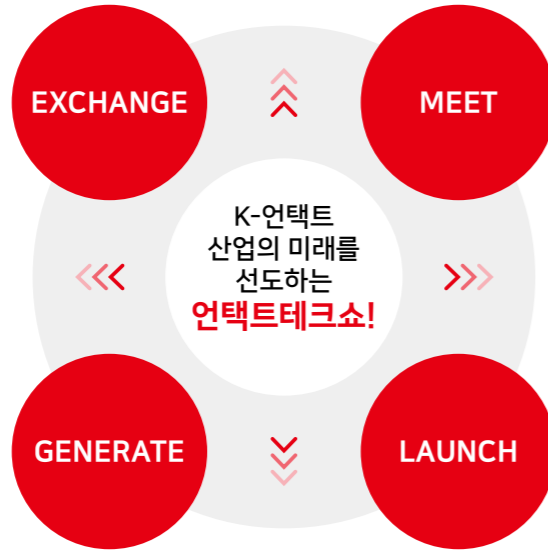 EXCHANGE
MEET
K-언택트
산업의 미래를
선도하는
언택트테크쇼!
GENERATE
LAUNCH